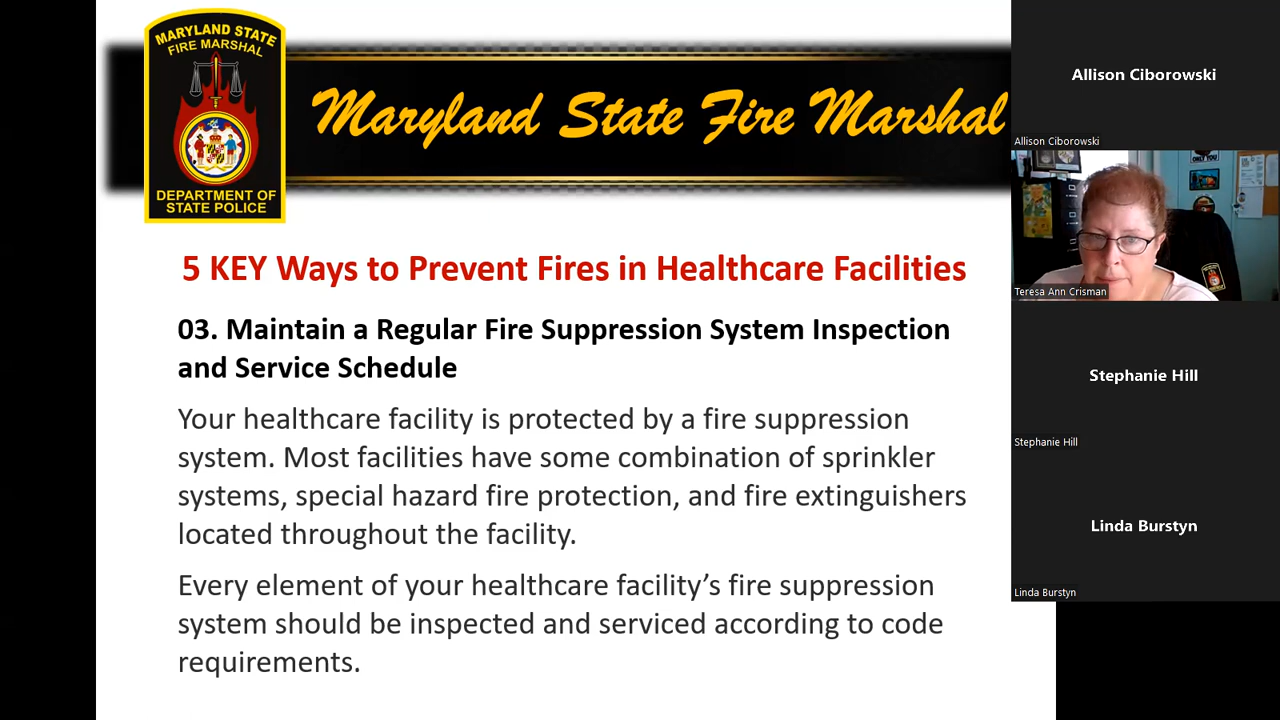 MARYLAND STATE
FIRE MARSHAL
DEPARTMENT OF
STATE POLICE
Maryland State Fire Marshal
5 KEY Ways to Prevent Fires in Healthcare Facilities
03. Maintain a Regular Fire Suppression System Inspection
and Service Schedule
Your healthcare facility is protected by a fire suppression
system. Most facilities have some combination of sprinkler
systems, special hazard fire protection, and fire extinguishers
located throughout the facility.
Every element of your healthcare facility’s fire suppression
system should be inspected and serviced according to code
requirements.
Allison Ciborowski
Allison Ciborowski
ONLY YOU
Teresa Ann Crisman
Stephanie Hill
Stephanie Hill
Linda Burstyn
Linda Burstyn